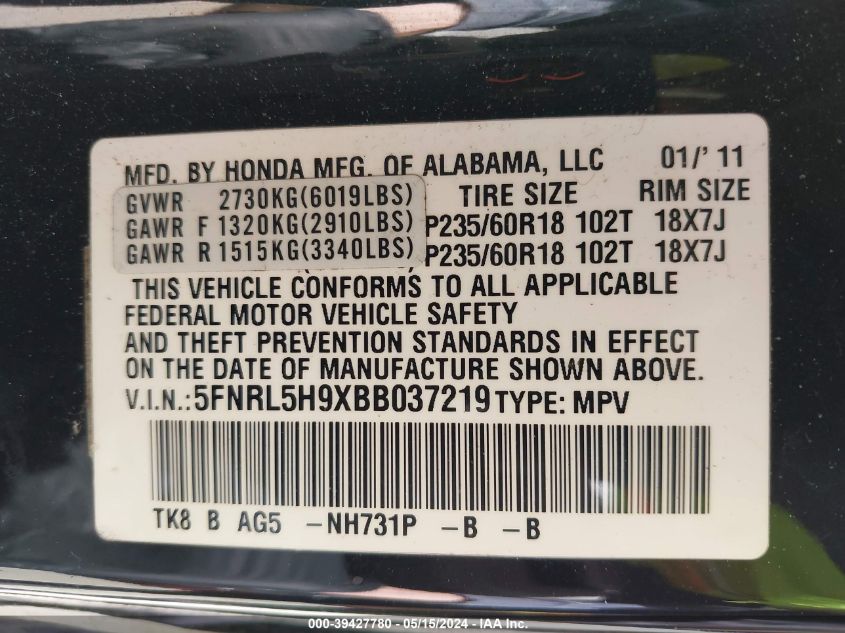 MFD. BY HONDA MFG. OF ALABAMA, LLC 01/' 11
GVWR 2730KG(6019LBS) TIRE SIZE RIM SIZE
GAWR F 1320KG(2910LBS) P235/60R18 102T 18X7J
GAWR R 1515KG(3340LBS) P235/60R18 102T 18X7J
THIS VEHICLE CONFORMS TO ALL APPLICABLE
FEDERAL MOTOR VEHICLE SAFETY
AND THEFT PREVENTION STANDARDS IN EFFECT
ON THE DATE OF MANUFACTURE SHOWN ABOVE.
V.I.N.: 5FNRL5H9XBB037219 TYPE: MPV
TK8 B AG5 -NH731P -B -B
000-39427780 - 05/15/2024 - IAA Inc.